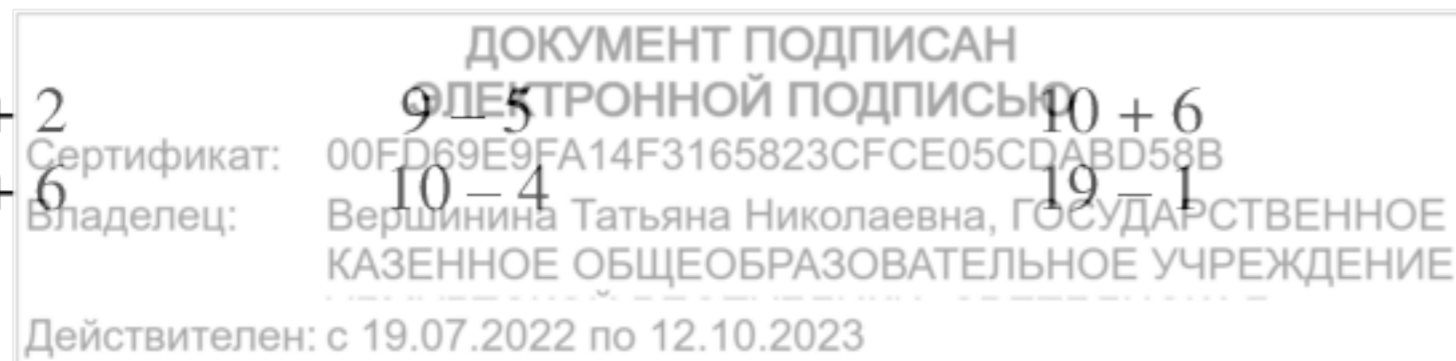 ДОКУМЕНТ ПОДПИСАН
ЭЛЕКТРОННОЙ ПОДПИСЬЮ
+ 2 9 – 5 10 + 6
Сертификат: 00FD69E9FA14F3165823CFCE05CDABD58B
+ 6 10 – 4 19 – 1
Владелец: Вершинина Татьяна Николаевна, ГОСУДАРСТВЕННОЕ
КАЗЕННОЕ ОБЩЕОБРАЗОВАТЕЛЬНОЕ УЧРЕЖДЕНИЕ
Действителен: с 19.07.2022 по 12.10.2023